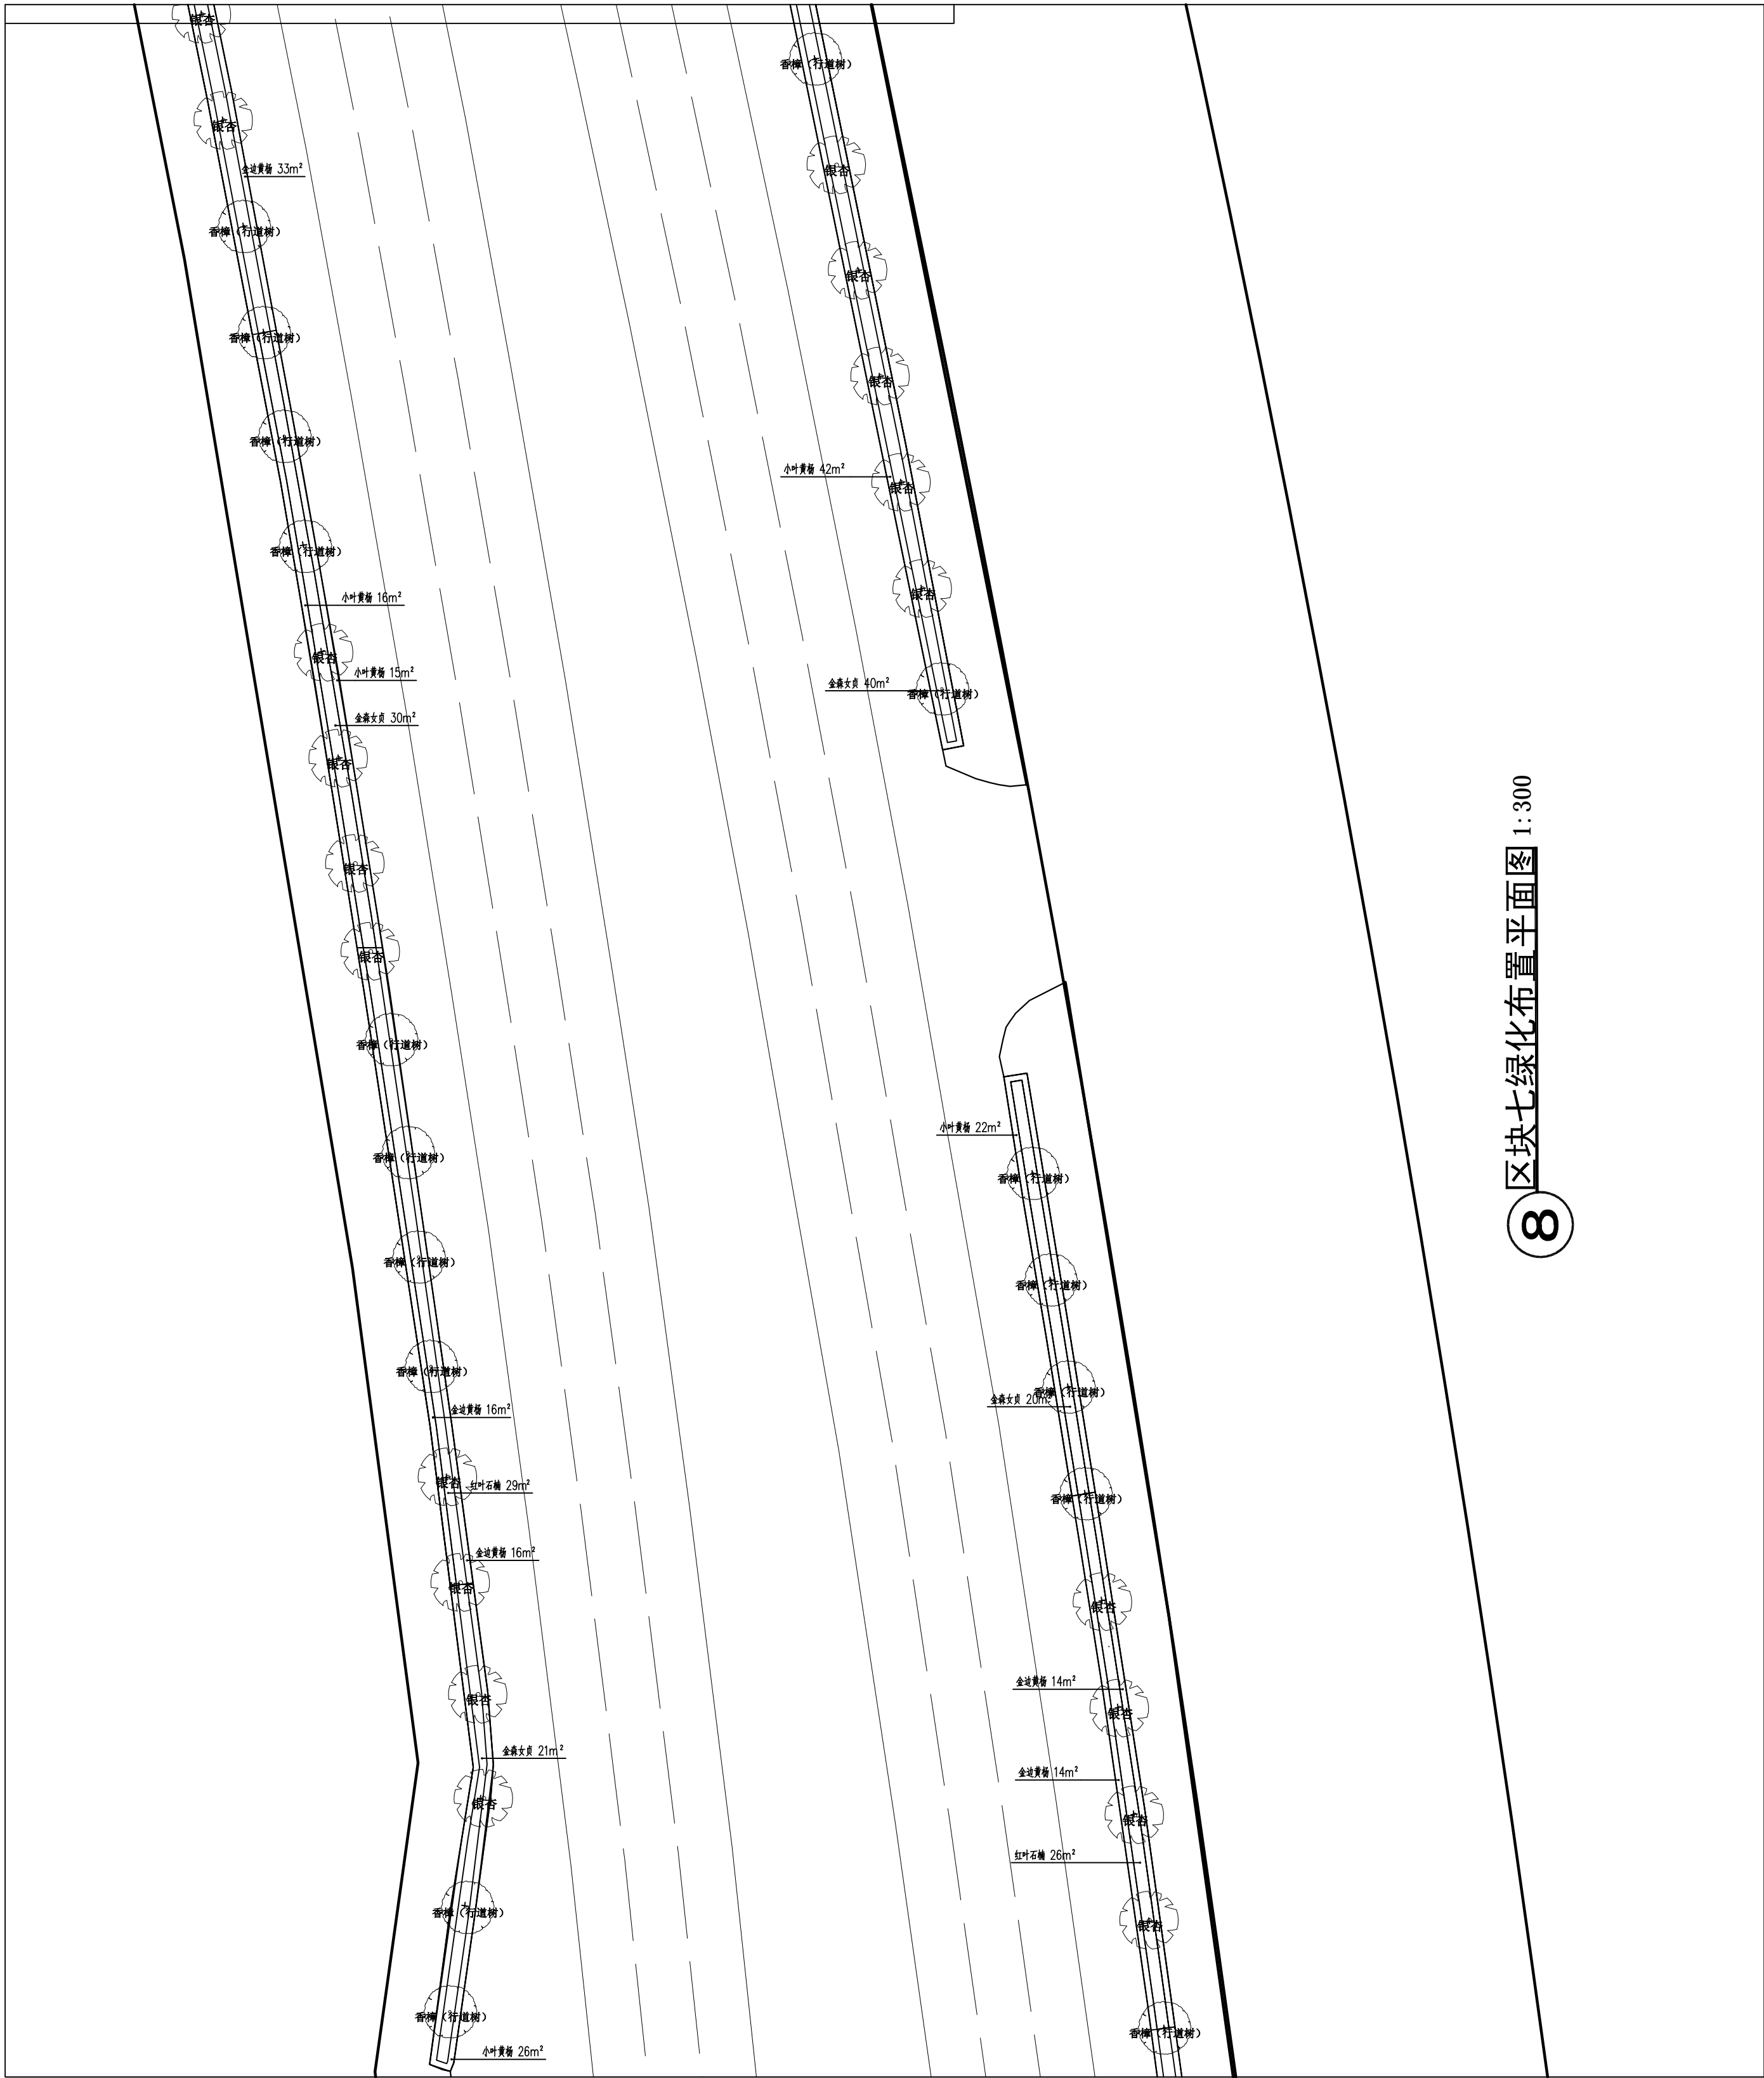 银杏
香樟（行道树）
银杏
金边黄杨 33m²
银杏
香樟（行道树）
银杏
香樟（行道树）
银杏
香樟（行道树）
小叶黄杨 42m²
银杏
香樟（行道树）
银杏
小叶黄杨 16m²
银杏
小叶黄杨 15m²
金森女贞 40m²
香樟（行道树）
金森女贞 30m²
银杏
银杏
银杏
香樟（行道树）
小叶黄杨 22m²
香樟（行道树）
香樟（行道树）
香樟（行道树）
香樟（行道树）
香樟（行道树）
香樟（行道树）
金森女贞 20m²
金边黄杨 16m²
银杏
红叶石楠 29m²
香樟（行道树）
金边黄杨 16m²
银杏
银杏
金边黄杨 14m²
银杏
银杏
金森女贞 21m²
金边黄杨 14m²
银杏
银杏
红叶石楠 26m²
香樟（行道树）
银杏
香樟（行道树）
香樟（行道树）
小叶黄杨 26m²
8 区块七绿化布置平面图 1:300